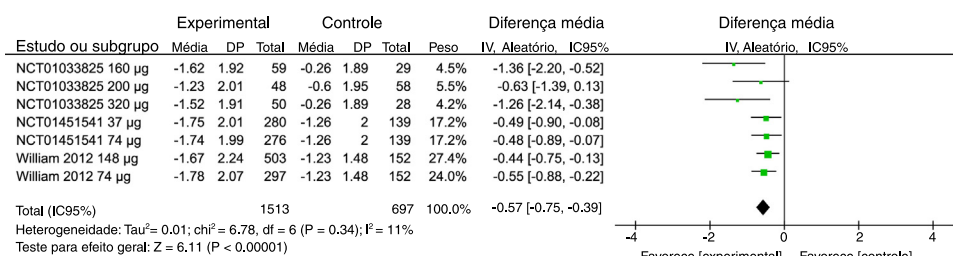 Experimental Controle Diferença média Diferença média
Estudo ou subgrupo Média DP Total Média DP Total Peso IV, Aleatório, IC95% IV, Aleatório, IC95%
NCT01033825 160 µg -1.62 1.92 59 -0.26 1.89 29 4.5% -1.36 [-2.20, -0.52]
NCT01033825 200 µg -1.23 2.01 48 -0.6 1.95 58 5.5% -0.63 [-1.39, 0.13]
NCT01033825 320 µg -1.52 1.91 50 -0.26 1.89 28 4.2% -1.26 [-2.14, -0.38]
NCT01451541 37 µg -1.75 2.01 280 -1.26 2 139 17.2% -0.49 [-0.90, -0.08]
NCT01451541 74 µg -1.74 1.99 276 -1.26 2 139 17.2% -0.48 [-0.89, -0.07]
William 2012 148 µg -1.67 2.24 503 -1.23 1.48 152 27.4% -0.44 [-0.75, -0.13]
William 2012 74 µg -1.78 2.07 297 -1.23 1.48 152 24.0% -0.55 [-0.88, -0.22]
Total (IC95%) 1513 697 100.0% -0.57 [-0.75, -0.39]
Heterogeneidade: Tau²= 0.01; chi² = 6.78, df = 6 (P = 0.34); I² = 11%
Teste para efeito geral: Z = 6.11 (P < 0.00001)
-4 -2 0 2 4
Favorece [experimental] Favorece [controle]